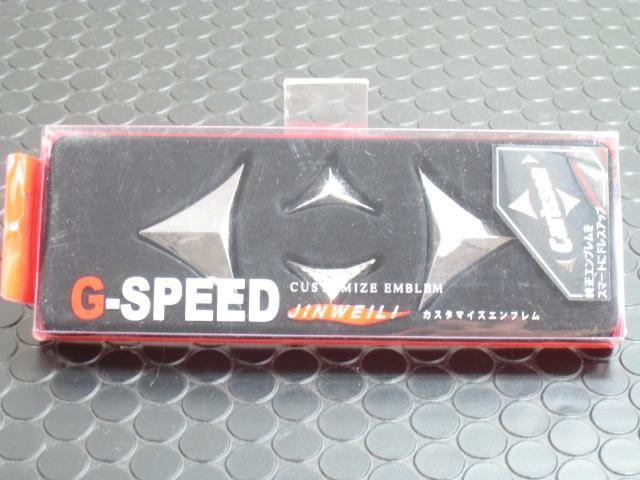 G-SPEED
CUSTOMIZE EMBLEM
JINWEILI
カスタマイズエンブレム
Carlsson
純正エンブレムを
スマートにドレスアップ